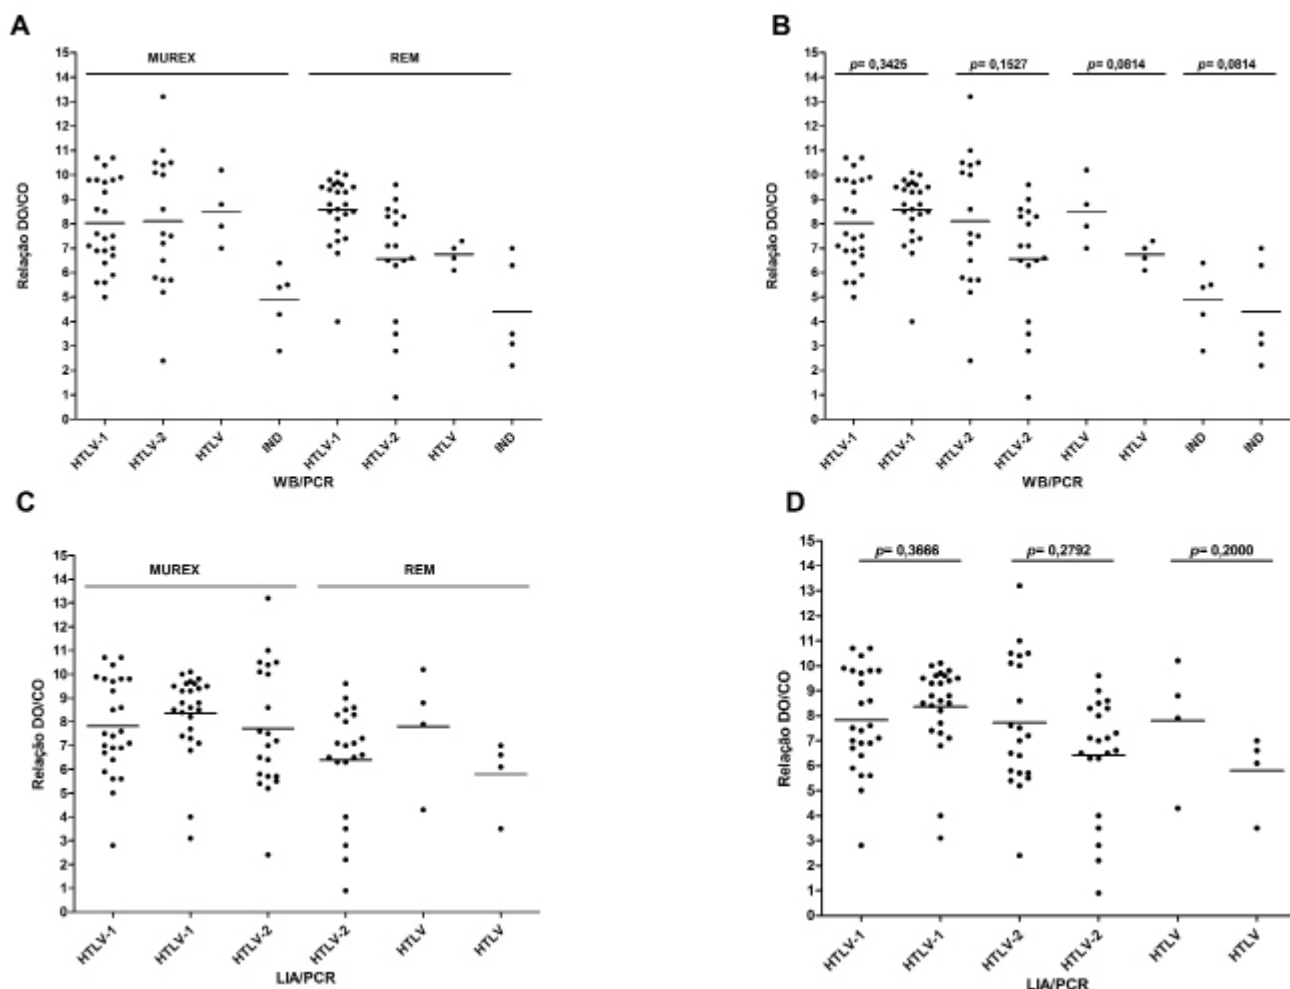 A
MUREX
REM
Relação DO/CO
15
14
13
12
11
10
9
8
7
6
5
4
3
2
1
0
HTLV-1
HTLV-2
HTLV
IND
HTLV-1
HTLV-2
HTLV
IND
WB/PCR
B
p= 0,3425
p= 0,1527
p= 0,0814
p= 0,0814
Relação DO/CO
15
14
13
12
11
10
9
8
7
6
5
4
3
2
1
0
HTLV-1
HTLV-1
HTLV-2
HTLV-2
HTLV
HTLV
IND
IND
WB/PCR
C
MUREX
REM
Relação DO/CO
15
14
13
12
11
10
9
8
7
6
5
4
3
2
1
0
HTLV-1
HTLV-1
HTLV-2
HTLV-2
HTLV
HTLV
LIA/PCR
D
p= 0,3666
p= 0,2792
p= 0,2000
Relação DO/CO
15
14
13
12
11
10
9
8
7
6
5
4
3
2
1
0
HTLV-1
HTLV-1
HTLV-2
HTLV-2
HTLV
HTLV
LIA/PCR